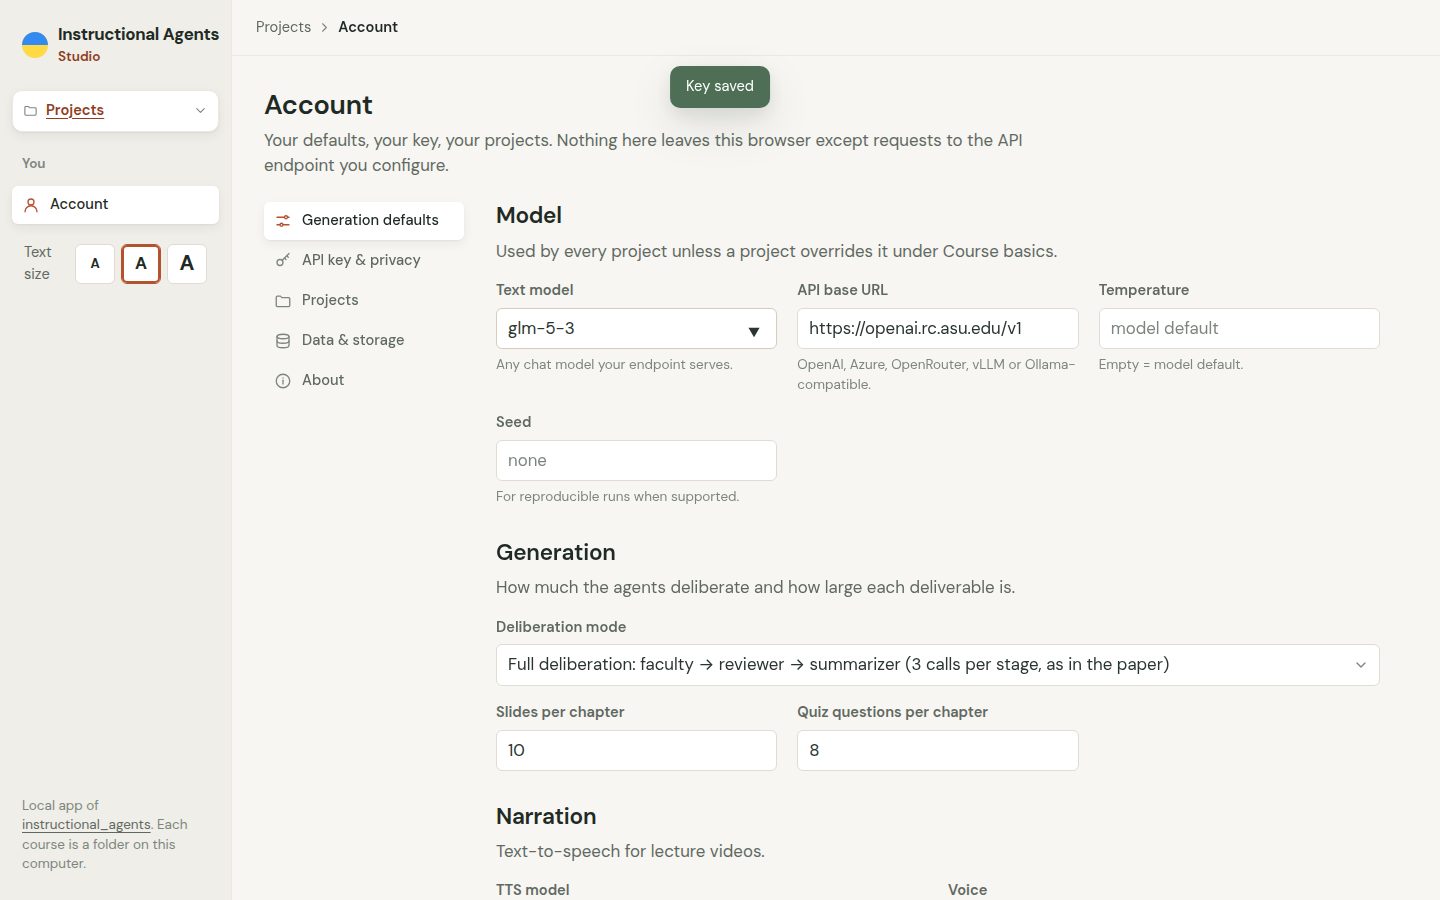 Instructional Agents
Studio
Projects
You
Account
Text size
A
A
A
Local app of
instructional_agents. Each
course is a folder on this
computer.
Projects > Account
Key saved
Account
Your defaults, your key, your projects. Nothing here leaves this browser except requests to the API
endpoint you configure.
Generation defaults
API key & privacy
Projects
Data & storage
About
Model
Used by every project unless a project overrides it under Course basics.
Text model
glm-5-3
Any chat model your endpoint serves.
API base URL
https://openai.rc.asu.edu/v1
OpenAI, Azure, OpenRouter, vLLM or Ollama-
compatible.
Temperature
model default
Empty = model default.
Seed
none
For reproducible runs when supported.
Generation
How much the agents deliberate and how large each deliverable is.
Deliberation mode
Full deliberation: faculty → reviewer → summarizer (3 calls per stage, as in the paper)
Slides per chapter
10
Quiz questions per chapter
8
Narration
Text-to-speech for lecture videos.
TTS model
Voice